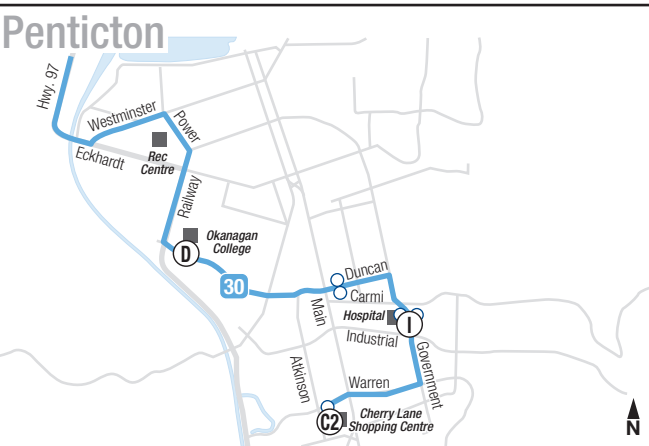 Penticton
Hwy. 97
Westminster
Power
Eckhardt
Rec
Centre
Railway
Okanagan
College
D
30
Duncan
Carmi
Main
Hospital
I
Industrial
Government
Atkinson
Warren
C2
Cherry Lane
Shopping Centre
N